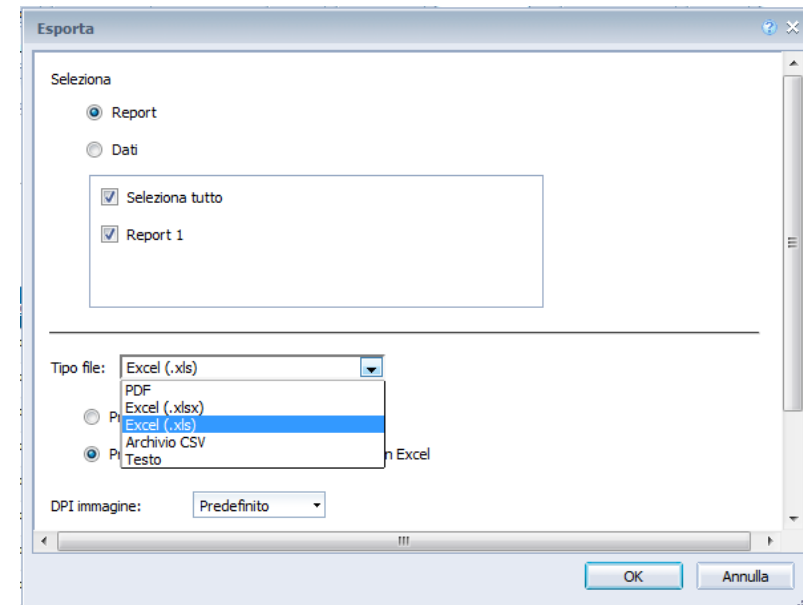 Esporta
Seleziona
Report
Dati
Seleziona tutto
Report 1
Tipo file: Excel (.xls)
PDF
Excel (.xlsx)
Excel (.xls)
Archivio CSV
Testo
n Excel
DPI immagine: Predefinito
OK Annulla